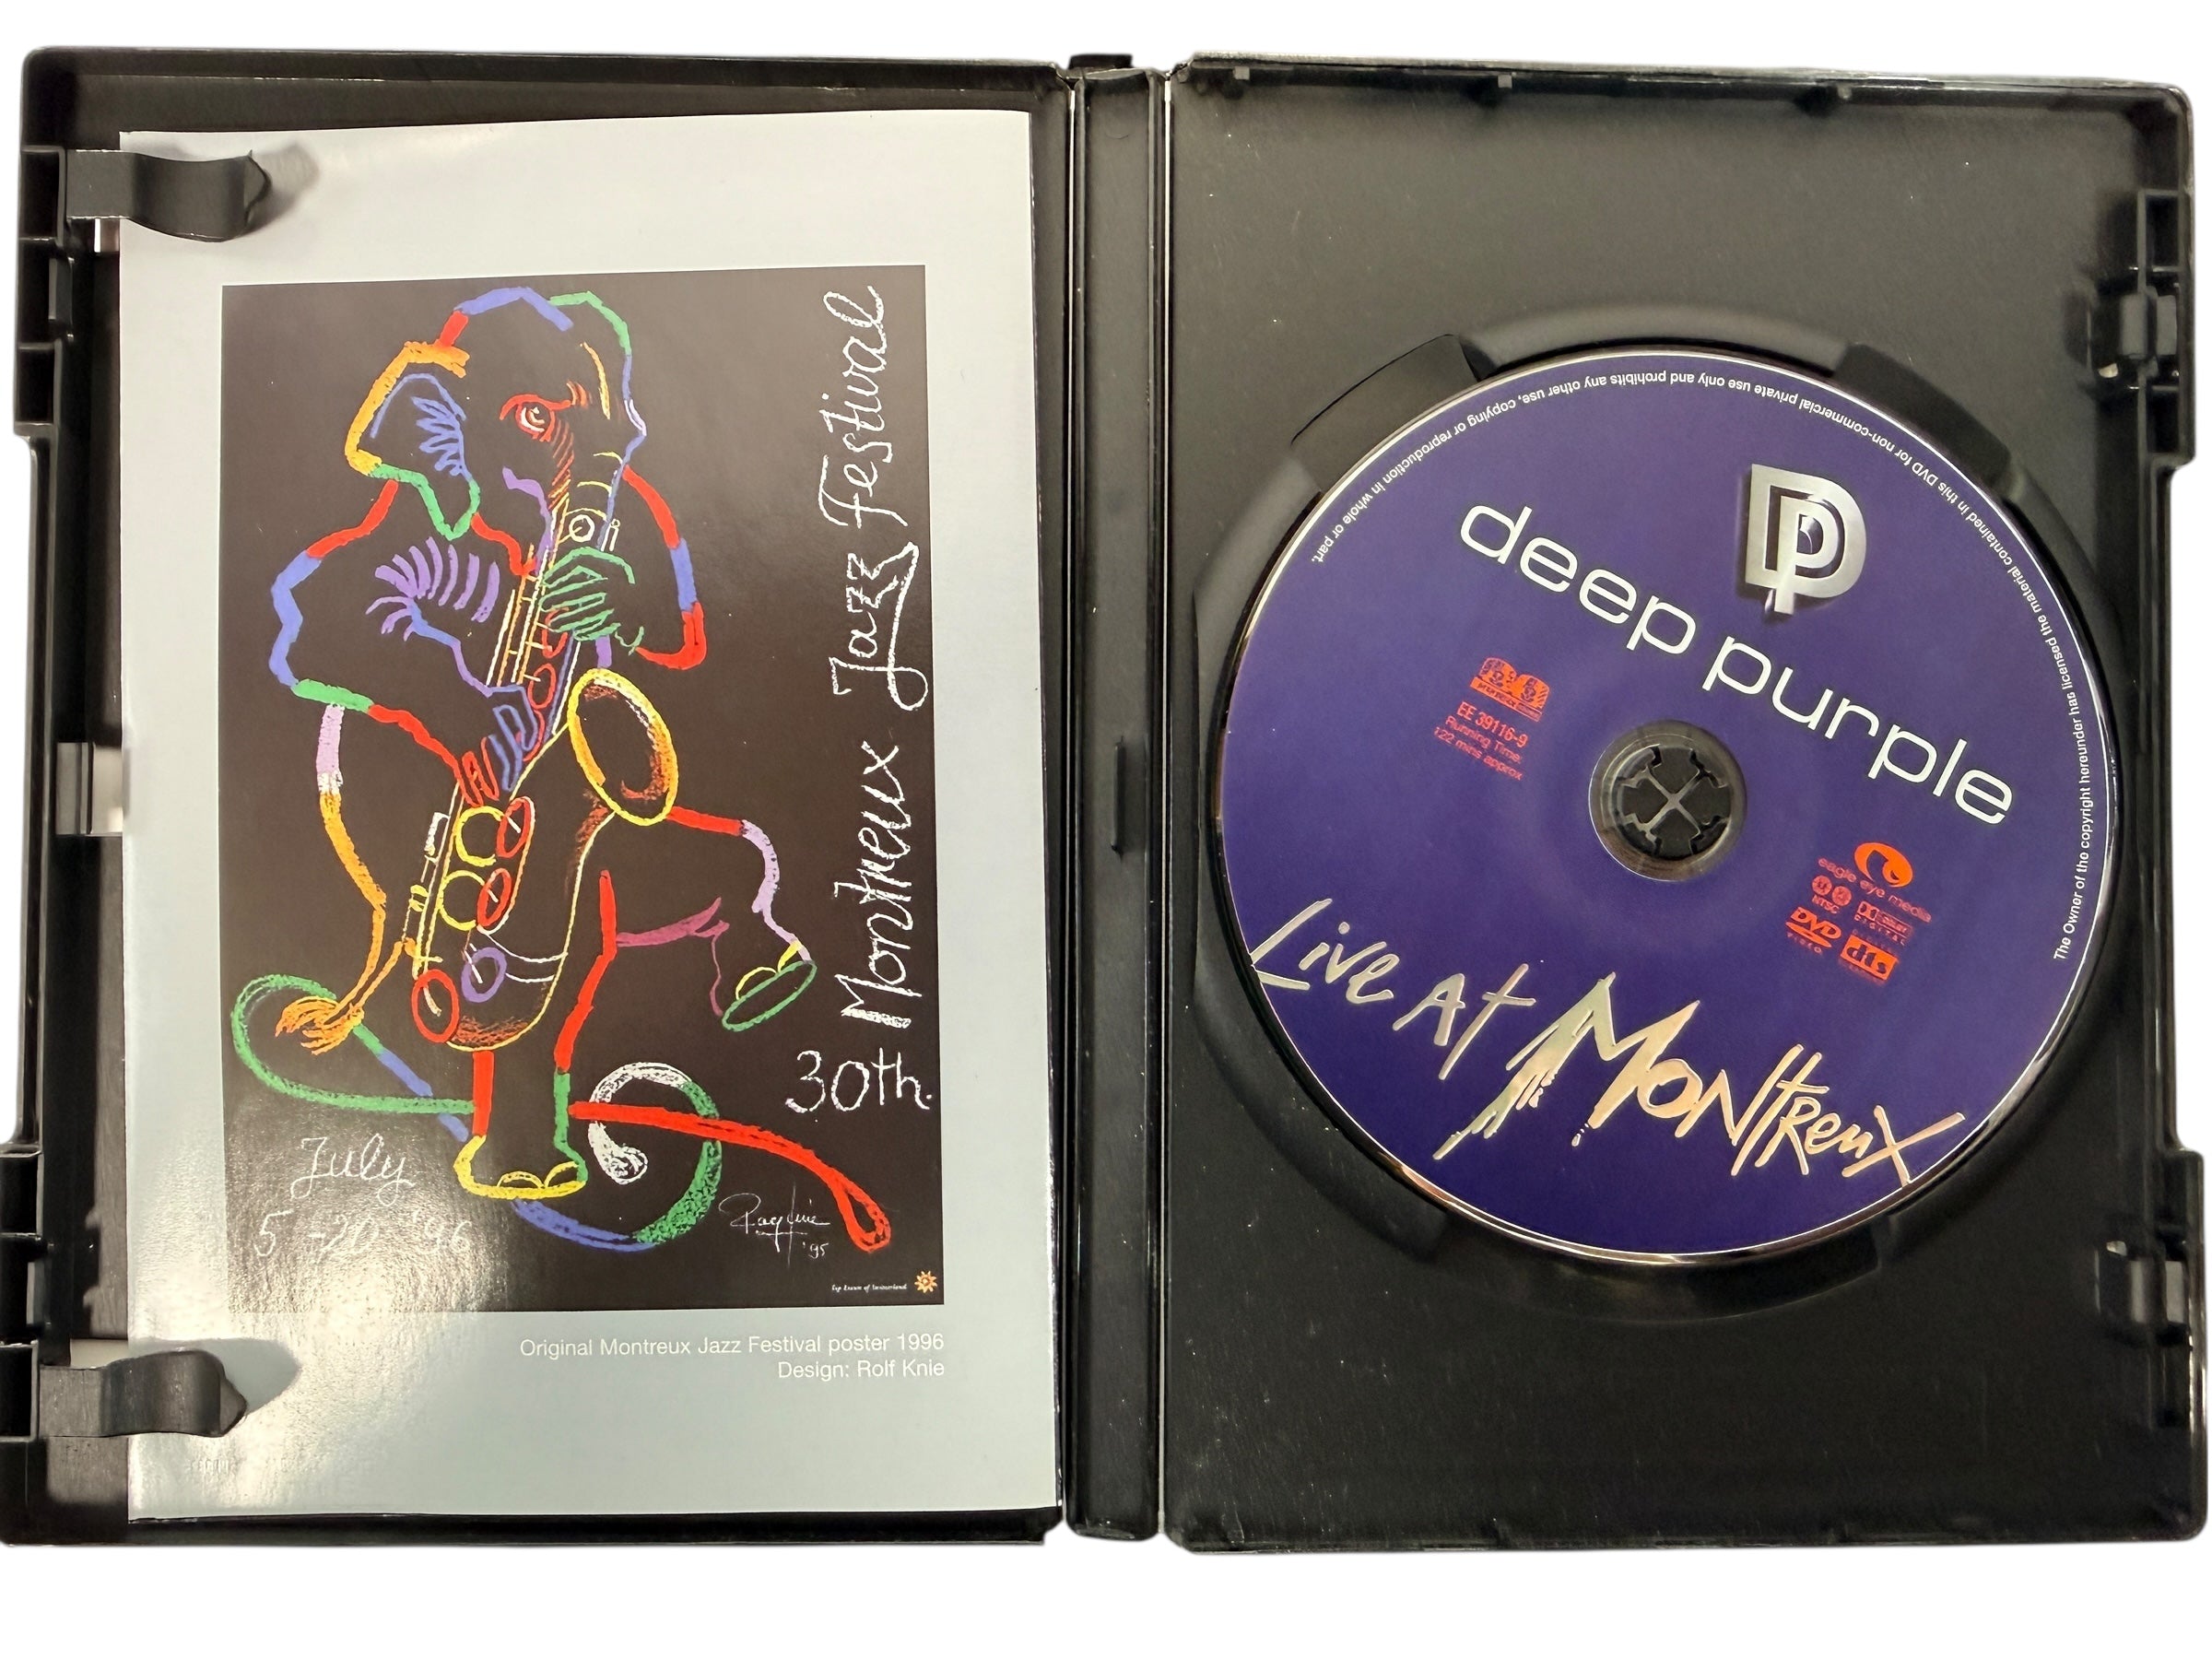 30th Montreux Jazz Festival
July
5 - 20 '96
'95
Original Montreux Jazz Festival poster 1996
Design: Rolf Knie
DP
deep purple
EE 39116-9
Running Time:
122 mins approx
eagle eye media
NTSC
DOLBY
DIGITAL
DVD
VIDEO
dts
Live At Montreux
The Owner of the copyright hereunder has licensed the material contained in this DVD for non-commercial private use only and prohibits any other use, copying or reproduction in whole or part.